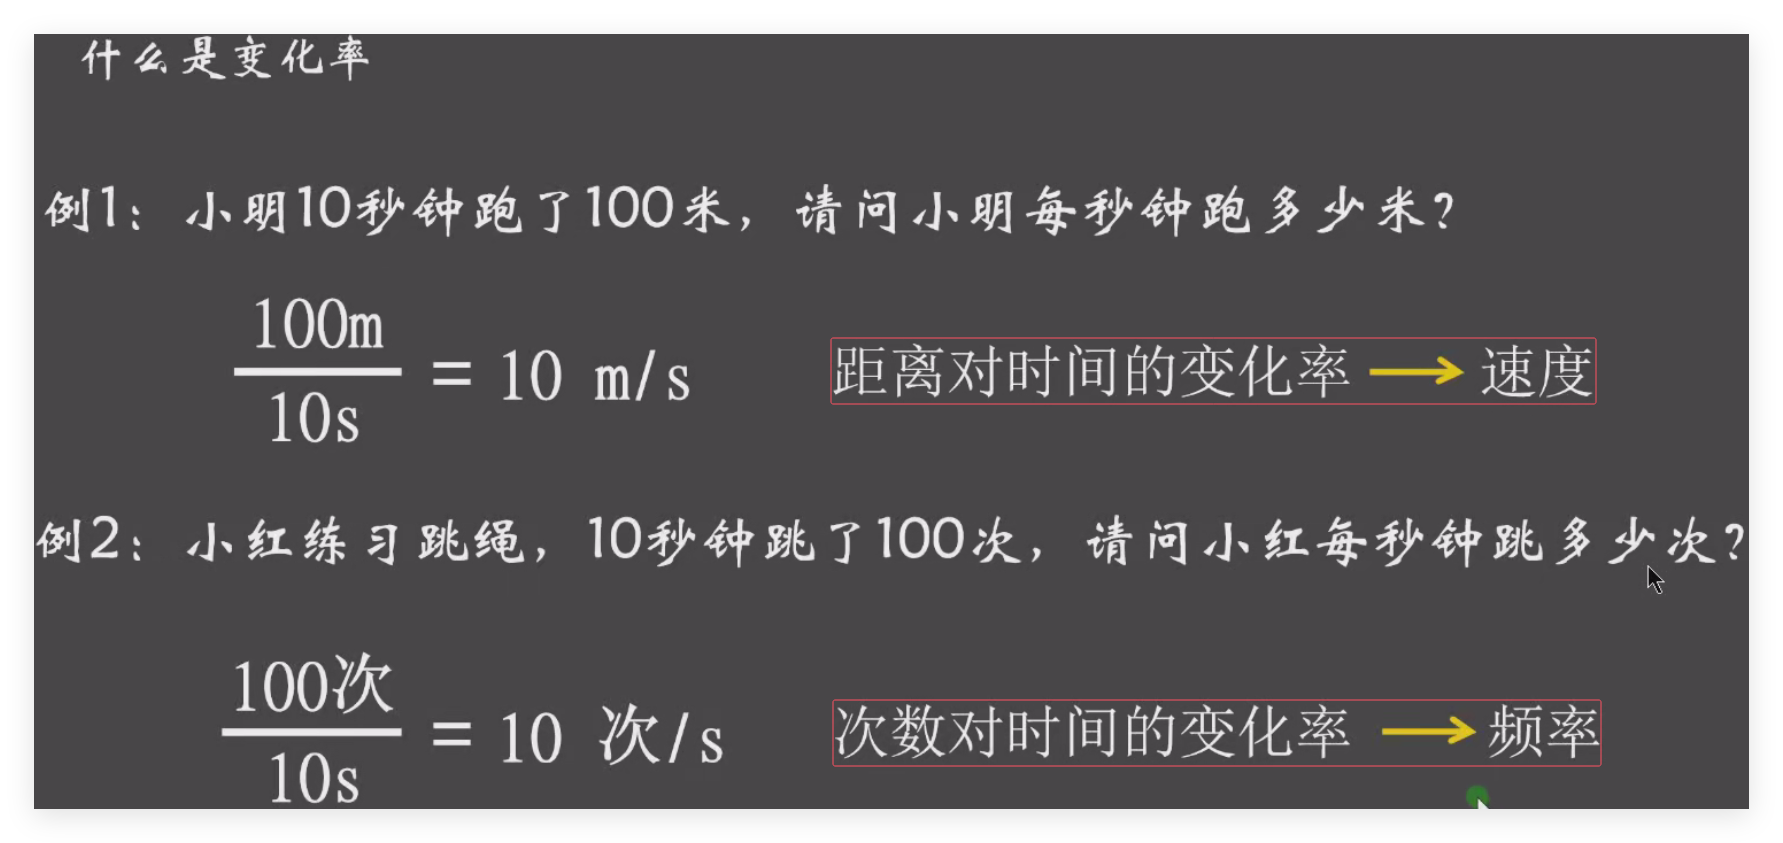 什么是变化率
例1：小明10秒钟跑了100米，请问小明每秒钟跑多少米？
100m
10s
= 10 m/s
距离对时间的变化率 → 速度
例2：小红练习跳绳，10秒钟跳了100次，请问小红每秒钟跳多少次？
100次
10s
= 10 次/s
次数对时间的变化率 → 频率